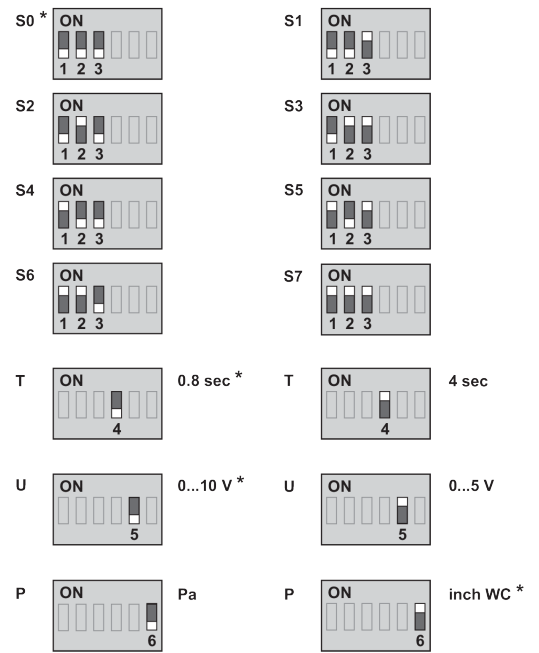 S0 * ON
1 2 3
S1 ON
1 2 3
S2 ON
1 2 3
S3 ON
1 2 3
S4 ON
1 2 3
S5 ON
1 2 3
S6 ON
1 2 3
S7 ON
1 2 3
T ON 0.8 sec *
4
T ON 4 sec
4
U ON 0...10 V *
5
U ON 0...5 V
5
P ON Pa
6
P ON inch WC *
6